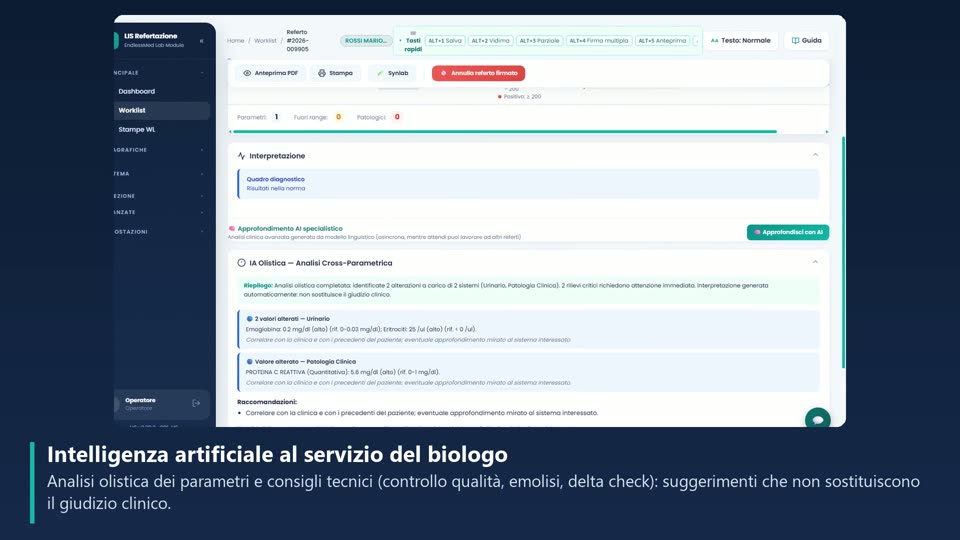 LIS Refertazione
EndlessMed Lab Module
«
NCIPALE
Dashboard
Worklist
Stampe WL
AGRAFICHE
TEMA
EZIONE
ANZATE
OSTAZIONI
Operatore
Operatore
Home / Worklist / Referto #2026-009905
ROSSI MARIO...
Tasti rapidi
ALT+1 Salva
ALT+2 Vidima
ALT+3 Parziale
ALT+4 Firma multipla
ALT+5 Anteprima
AA Testo: Normale
Guida
Anteprima PDF
Stampa
Synlab
Annulla referto firmato
200
Positivo: ≥ 200
Parametri: 1 Fuori range: 0 Patologici: 0
Interpretazione
Quadro diagnostico
Risultati nella norma
Approfondimento AI specialistico
Analisi clinica avanzata generata da modello linguistico (asincrona, mentre attendi puoi lavorare ad altri referti)
Approfondisci con AI
IA Olistica — Analisi Cross-Parametrica
Riepilogo: Analisi olistica completata: identificate 2 alterazioni a carico di 2 sistemi (Urinario, Patologia Clinica). 2 rilievi critici richiedono attenzione immediata. Interpretazione generata
automaticamente: non sostituisce il giudizio clinico.
2 valori alterati — Urinario
Emoglobina: 0.2 mg/dl (alto) (rif. 0-0.03 mg/dl); Eritrociti: 25 /ul (alto) (rif. < 0 /ul).
Correlare con la clinica e con i precedenti del paziente; eventuale approfondimento mirato al sistema interessato.
Valore alterato — Patologia Clinica
PROTEINA C REATTIVA (Quantitativa): 5.6 mg/dl (alto) (rif. 0-1 mg/dl).
Correlare con la clinica e con i precedenti del paziente; eventuale approfondimento mirato al sistema interessato.
Raccomandazioni:
• Correlare con la clinica e con i precedenti del paziente; eventuale approfondimento mirato al sistema interessato.
Intelligenza artificiale al servizio del biologo
Analisi olistica dei parametri e consigli tecnici (controllo qualità, emolisi, delta check): suggerimenti che non sostituiscono
il giudizio clinico.